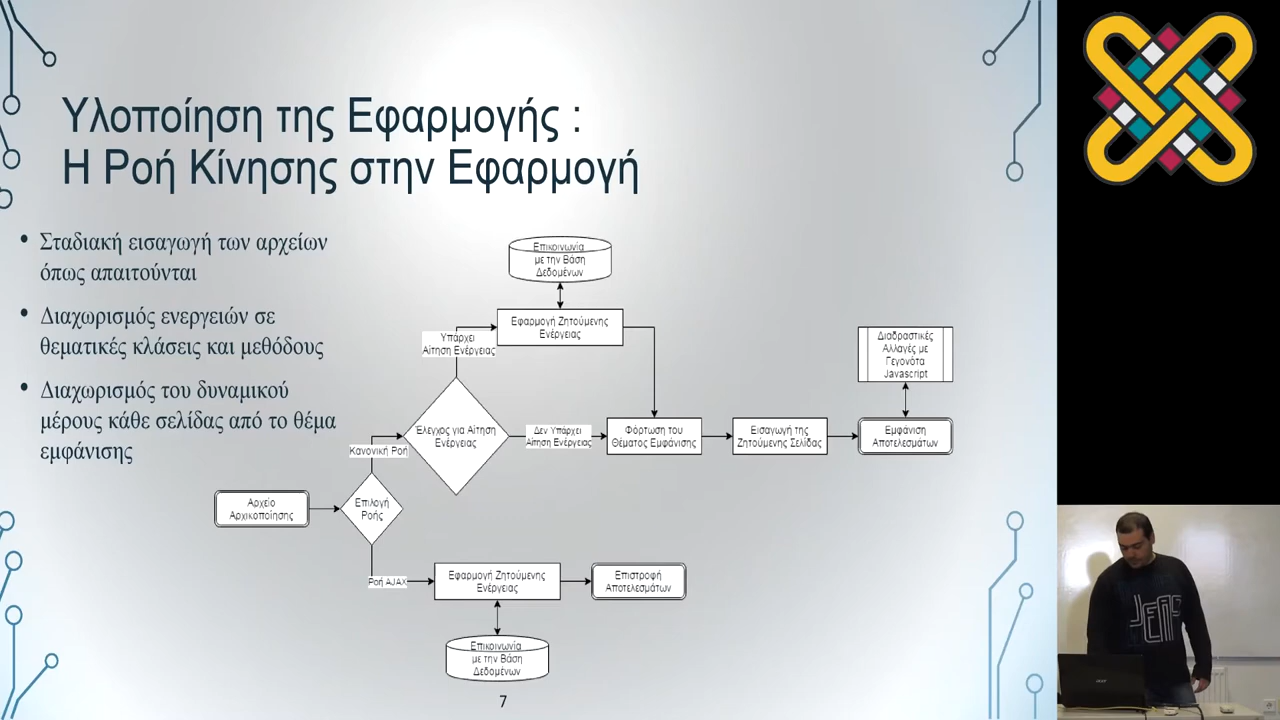 Υλοποίηση της Εφαρμογής :
Η Ροή Κίνησης στην Εφαρμογή
• Σταδιακή εισαγωγή των αρχείων
όπως απαιτούνται
• Διαχωρισμός ενεργειών σε
θεματικές κλάσεις και μεθόδους
• Διαχωρισμός του δυναμικού
μέρους κάθε σελίδας από το θέμα
εμφάνισης
Επικοινωνία
με την Βάση
Δεδομένων
Εφαρμογή Ζητούμενης
Ενέργειας
Υπάρχει
Αίτηση Ενέργειας
Διαδραστικές
Αλλαγές με
Γεγονότα
Javascript
Έλεγχος για Αίτηση
Ενέργειας
Δεν Υπάρχει
Αίτηση Ενέργειας
Φόρτωση του
Θέματος Εμφάνισης
Εισαγωγή της
Ζητούμενης Σελίδας
Εμφάνιση
Αποτελεσμάτων
Κανονική Ροή
Αρχείο
Αρχικοποίησης
Επιλογή
Ροής
Ροή AJAX
Εφαρμογή Ζητούμενης
Ενέργειας
Επιστροφή
Αποτελεσμάτων
Επικοινωνία
με την Βάση
Δεδομένων
7